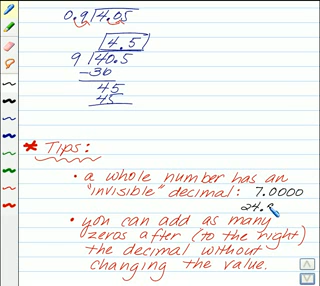 0.9 4.05
4.5
9 40.5
-36
45
45
* Tips:
• a whole number has an
"invisible" decimal: 7.0000
• you can add as many
zeros after (to the right)
the decimal without
changing the value.